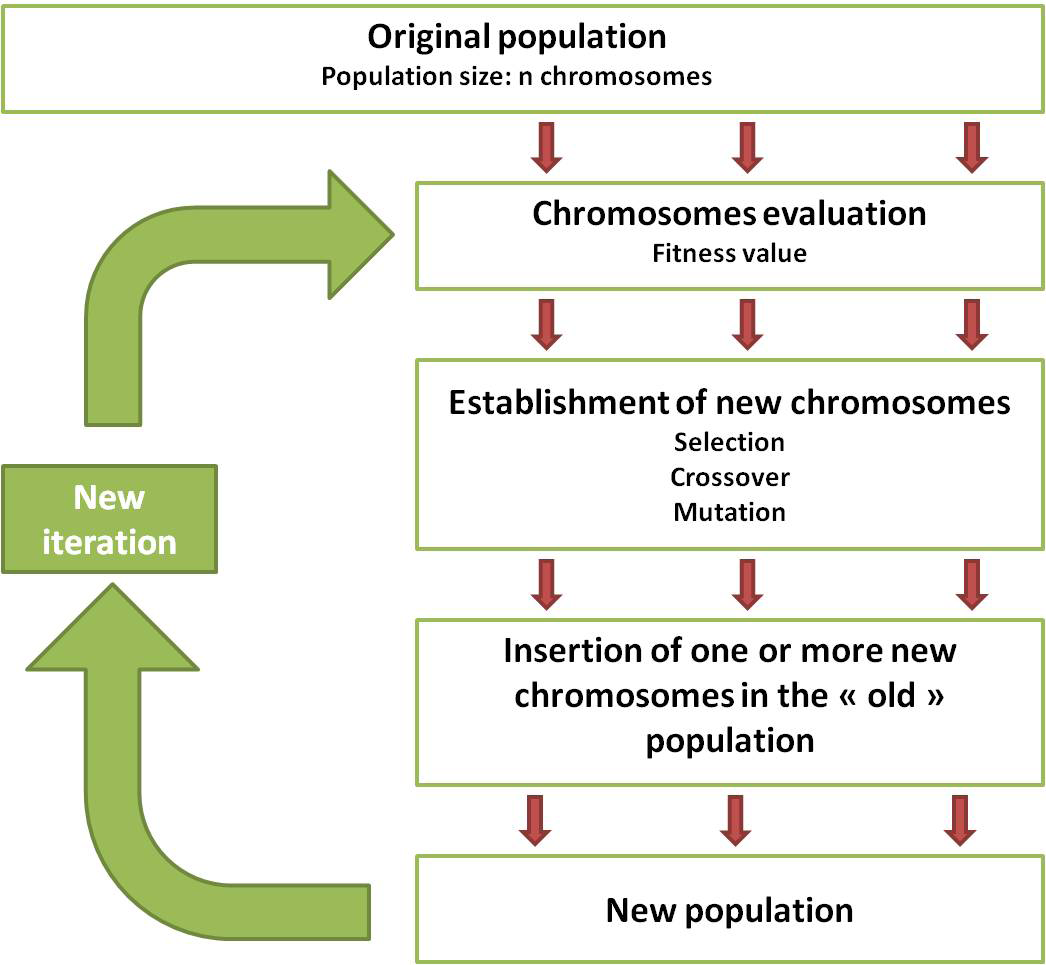 Original population
Population size: n chromosomes
Chromosomes evaluation
Fitness value
Establishment of new chromosomes
Selection
Crossover
Mutation
New
iteration
Insertion of one or more new
chromosomes in the « old »
population
New population